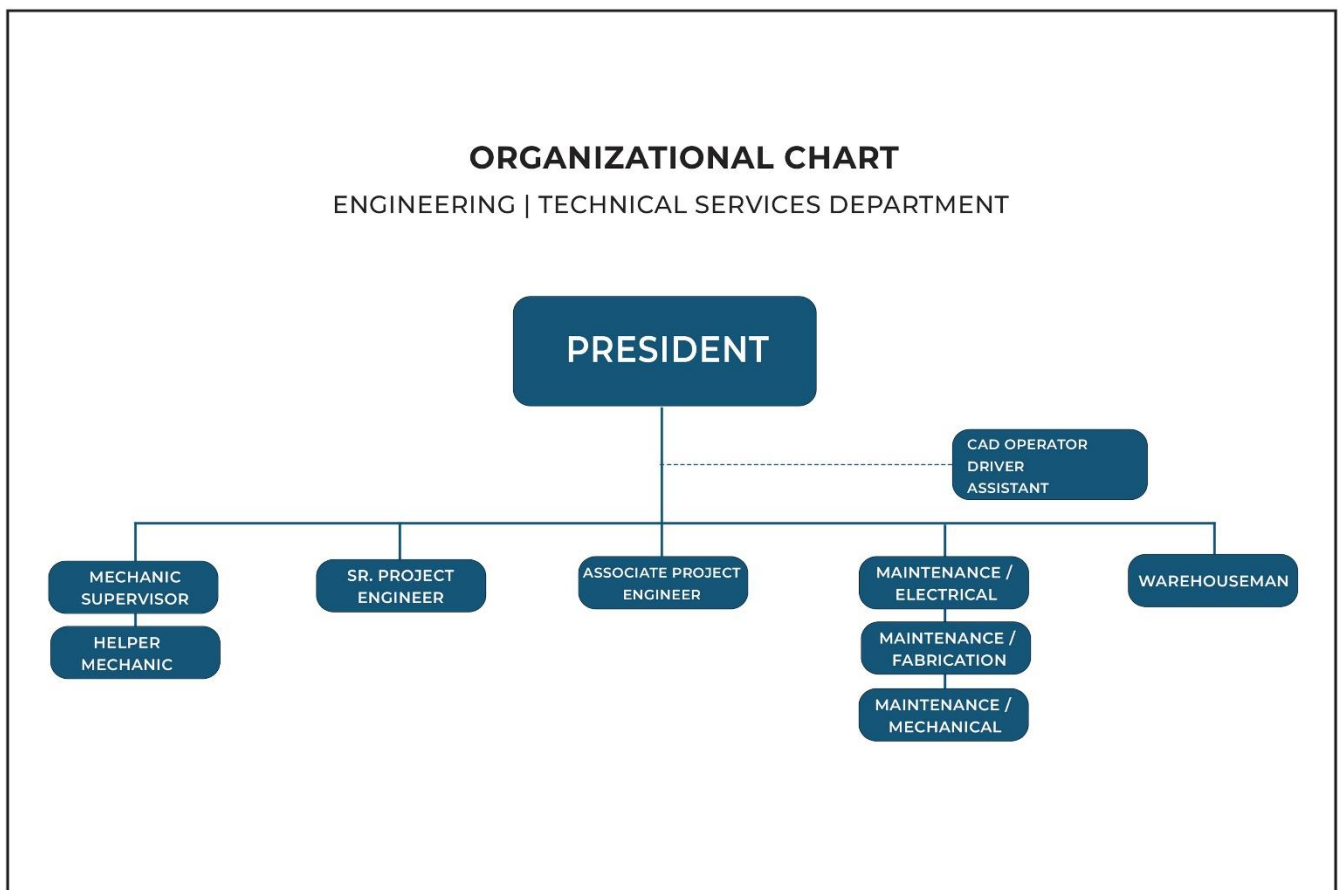 ORGANIZATIONAL CHART
ENGINEERING | TECHNICAL SERVICES DEPARTMENT
PRESIDENT
CAD OPERATOR
DRIVER
ASSISTANT
MECHANIC
SUPERVISOR
HELPER
MECHANIC
SR. PROJECT
ENGINEER
ASSOCIATE PROJECT
ENGINEER
MAINTENANCE /
ELECTRICAL
MAINTENANCE /
FABRICATION
MAINTENANCE /
MECHANICAL
WAREHOUSEMAN